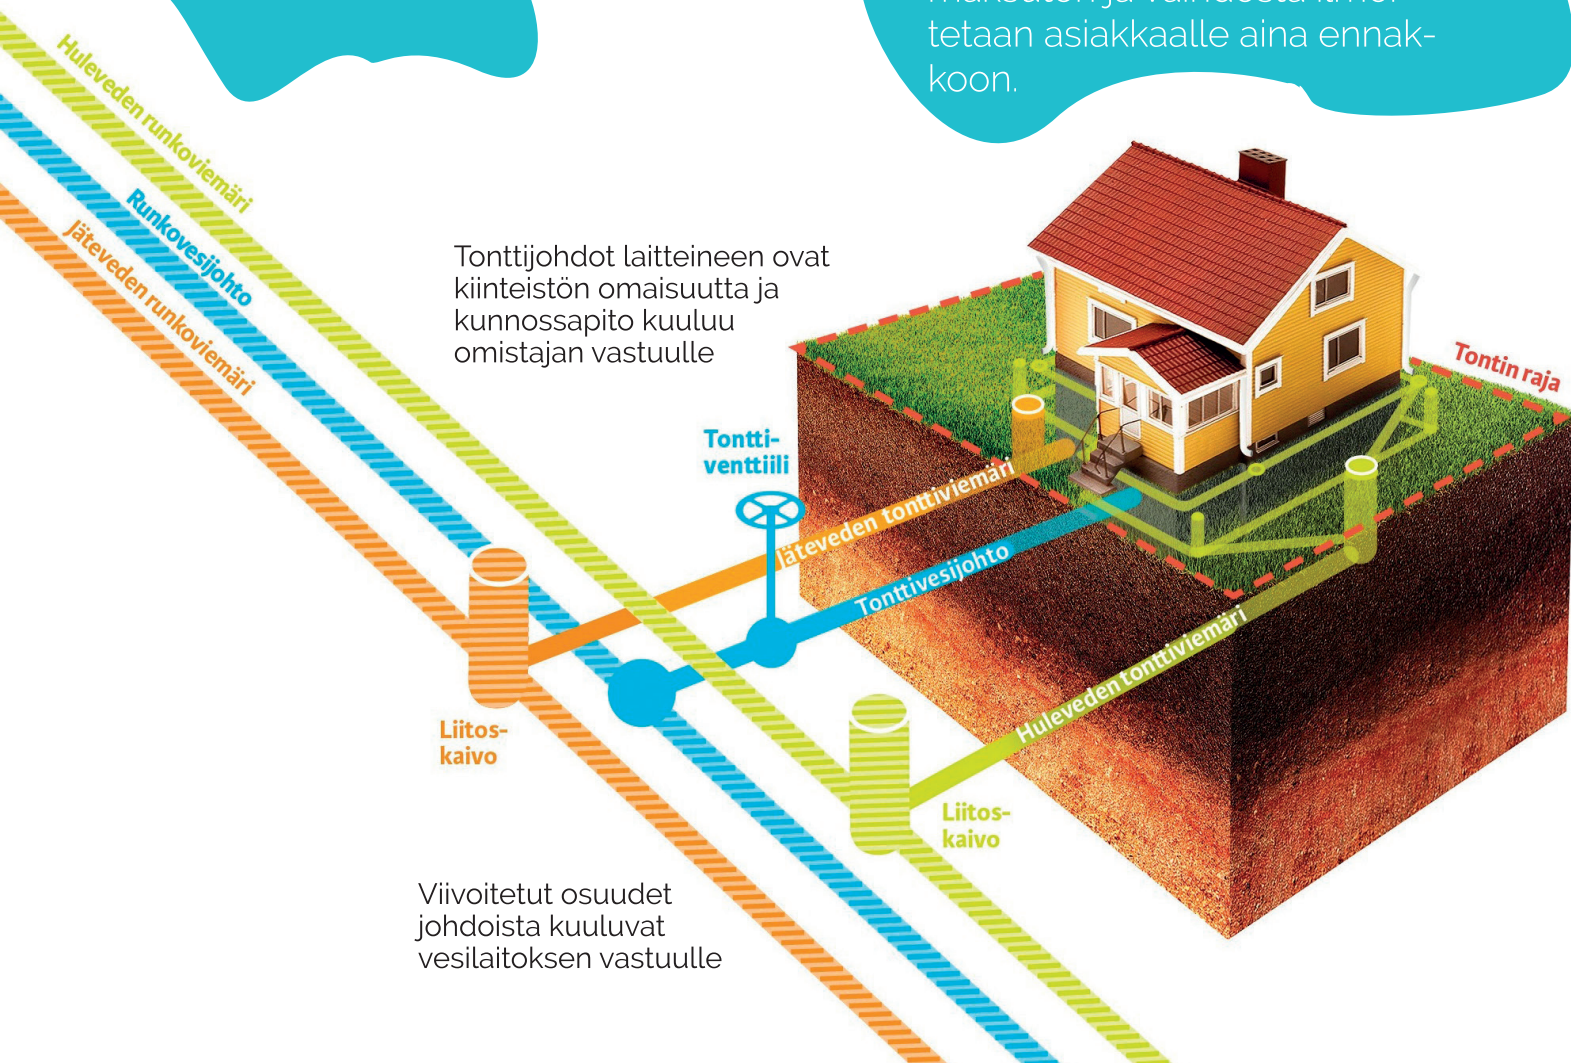 tetaan asiakkaalle aina ennak-
koon.
Huleveden runkoviemäri
Runkovesijohto
Jäteveden runkoviemäri
Tonttijohdot laitteineen ovat
kiinteistön omaisuutta ja
kunnossapito kuuluu
omistajan vastuulle
Tontin raja
Tontti-
venttiili
Jäteveden tonttiviemäri
Tonttivesijohto
Huleveden tonttiviemäri
Liitos-
kaivo
Liitos-
kaivo
Viivoitetut osuudet
johdoista kuuluvat
vesilaitoksen vastuulle